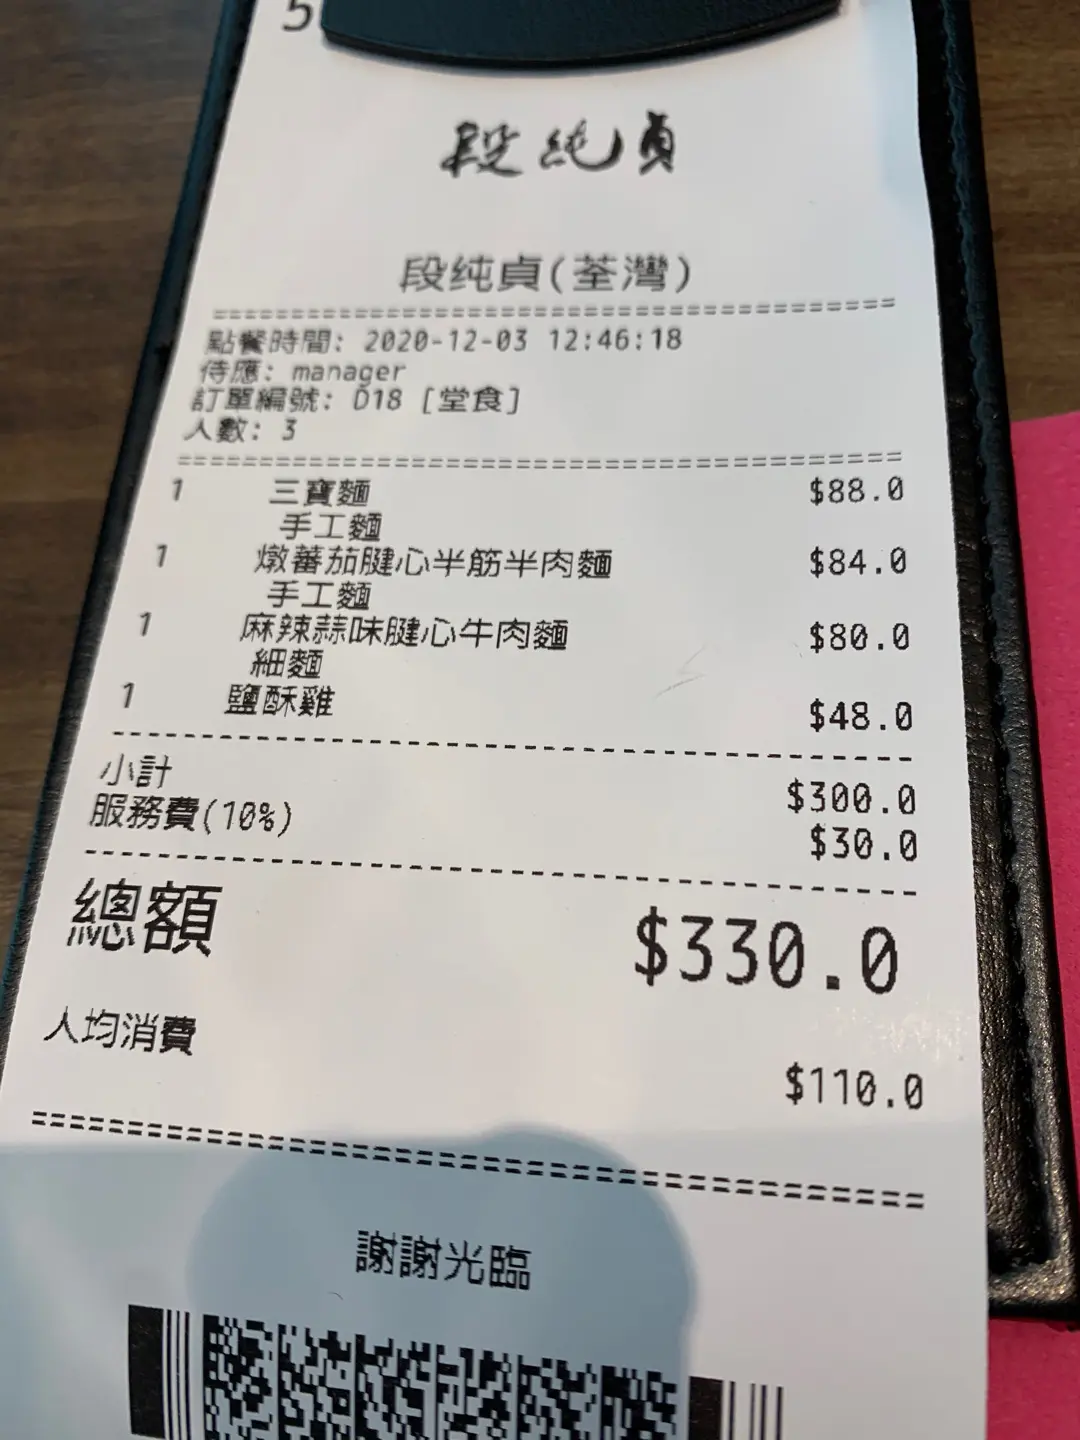 5
段純貞
段纯貞(荃灣)
點餐時間: 2020-12-03 12:46:18
侍應: manager
訂單編號: D18 [堂食]
人數: 3
1 三寶麵 $88.0
手工麵
1 燉蕃茄腱心半筋半肉麵 $84.0
手工麵
1 麻辣蒜味腱心牛肉麵 $80.0
細麵
1 鹽酥雞 $48.0
小計 $300.0
服務費(10%) $30.0
總額 $330.0
人均消費 $110.0
謝謝光臨